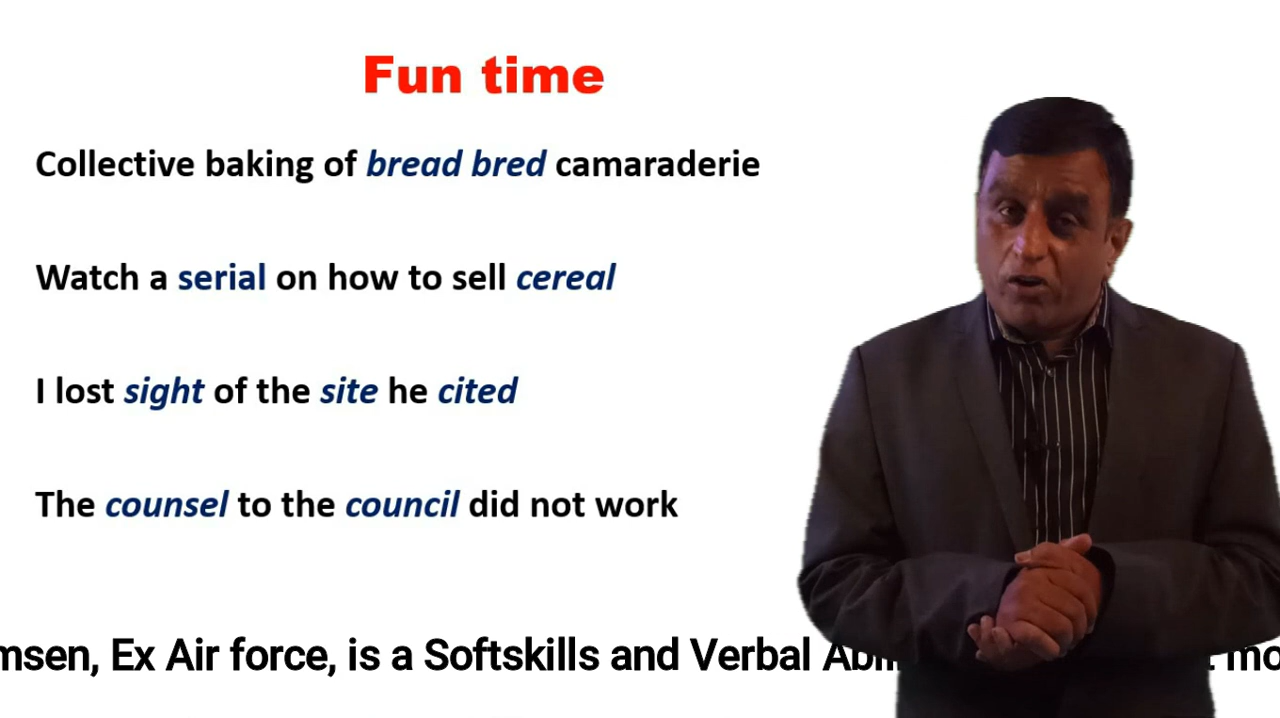 Fun time
Collective baking of bread bred camaraderie
Watch a serial on how to sell cereal
I lost sight of the site he cited
The counsel to the council did not work
msen, Ex Air force, is a Softskills and Verbal